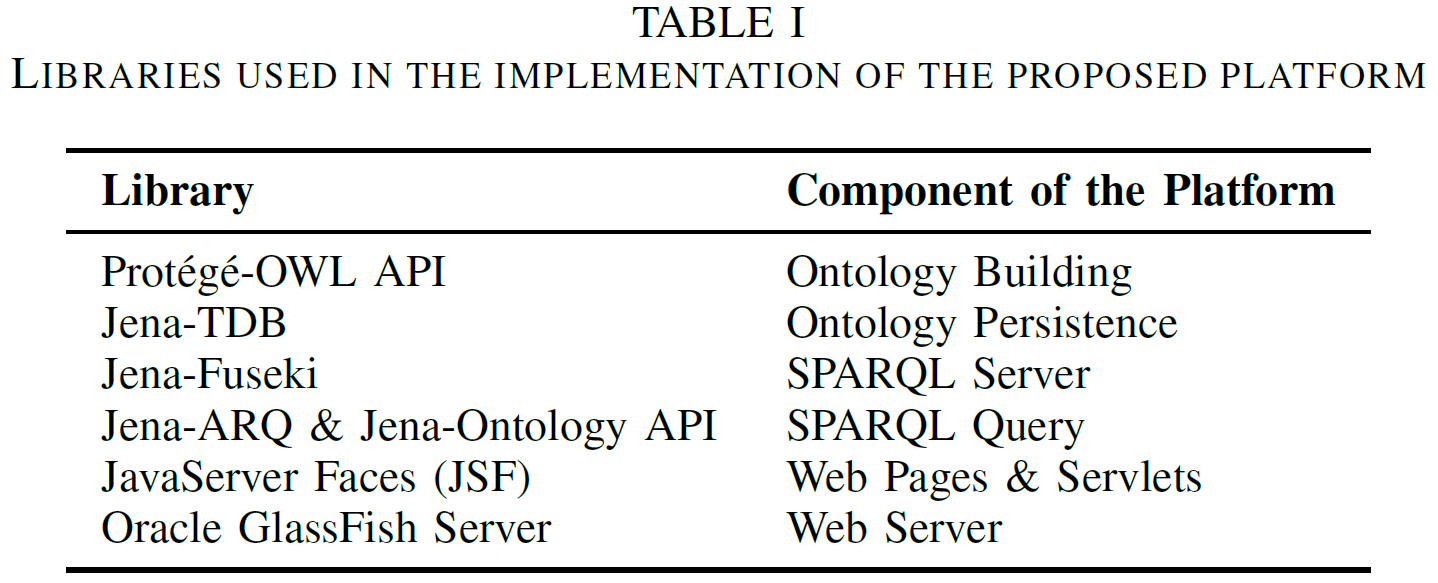 TABLE I
LIBRARIES USED IN THE IMPLEMENTATION OF THE PROPOSED PLATFORM
Library Component of the Platform
Protégé-OWL API Ontology Building
Jena-TDB Ontology Persistence
Jena-Fuseki SPARQL Server
Jena-ARQ & Jena-Ontology API SPARQL Query
JavaServer Faces (JSF) Web Pages & Servlets
Oracle GlassFish Server Web Server